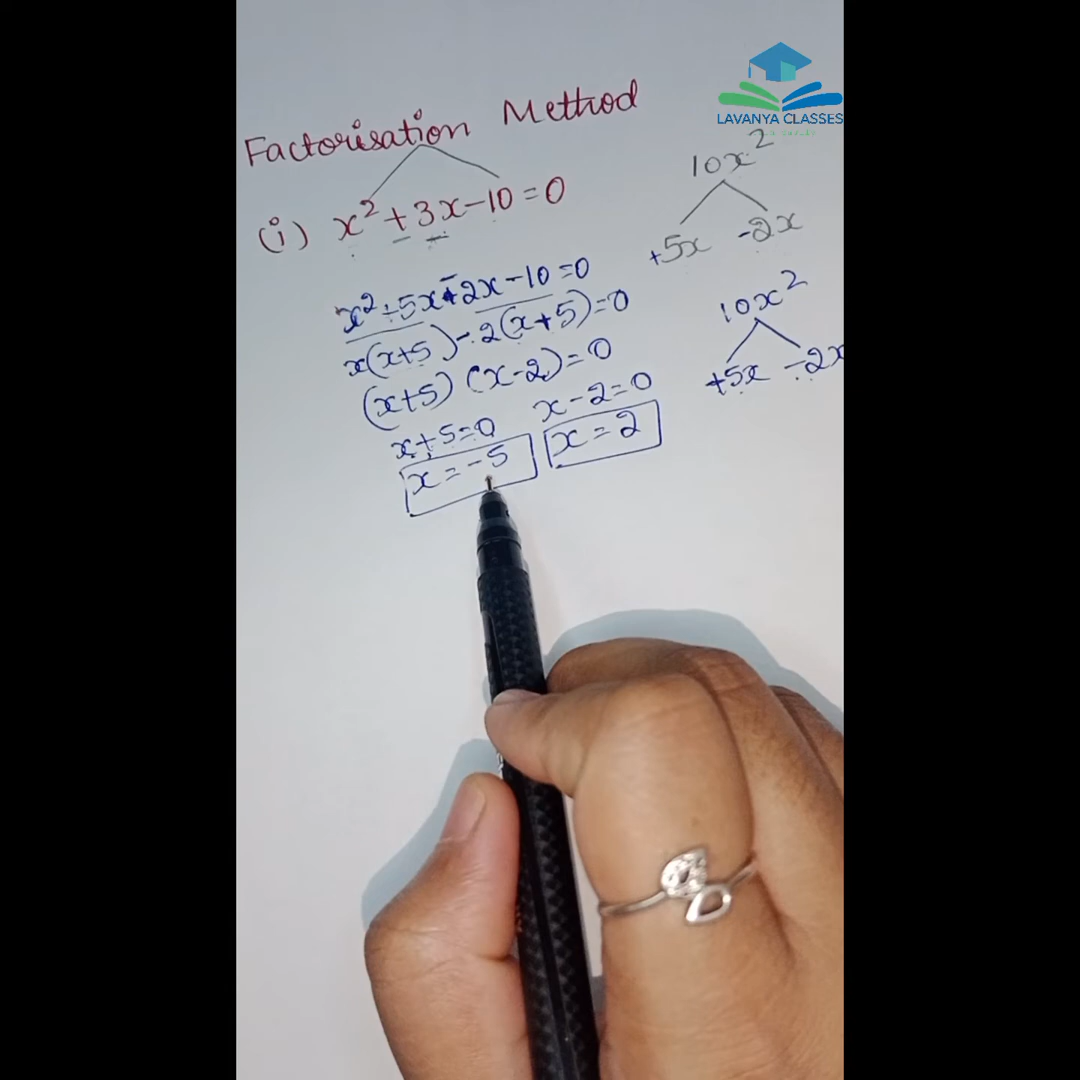 LAVANYA CLASSES
Factorisation Method
(i) x² + 3x - 10 = 0
10x²
+5x -2x
x² + 5x - 2x - 10 = 0
x(x+5) - 2(x+5) = 0
(x+5) (x-2) = 0
x+5=0 x-2=0
x = -5 x = 2
10x²
+5x -2x